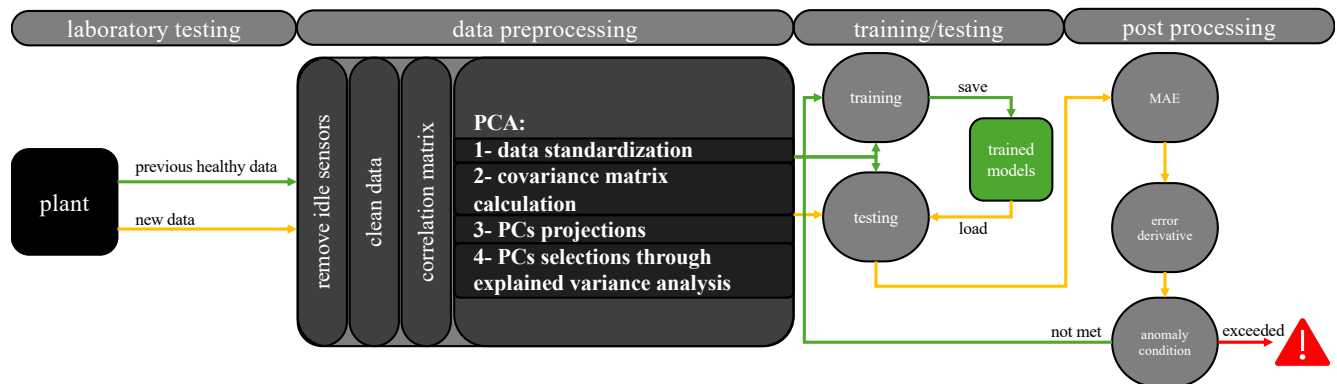 laboratory testing
data preprocessing
training/testing
post processing
plant
previous healthy data
new data
remove idle sensors
clean data
correlation matrix
PCA:
1- data standardization
2- covariance matrix
calculation
3- PCs projections
4- PCs selections through
explained variance analysis
training
save
trained
models
testing
load
MAE
error
derivative
not met
anomaly
condition
exceeded